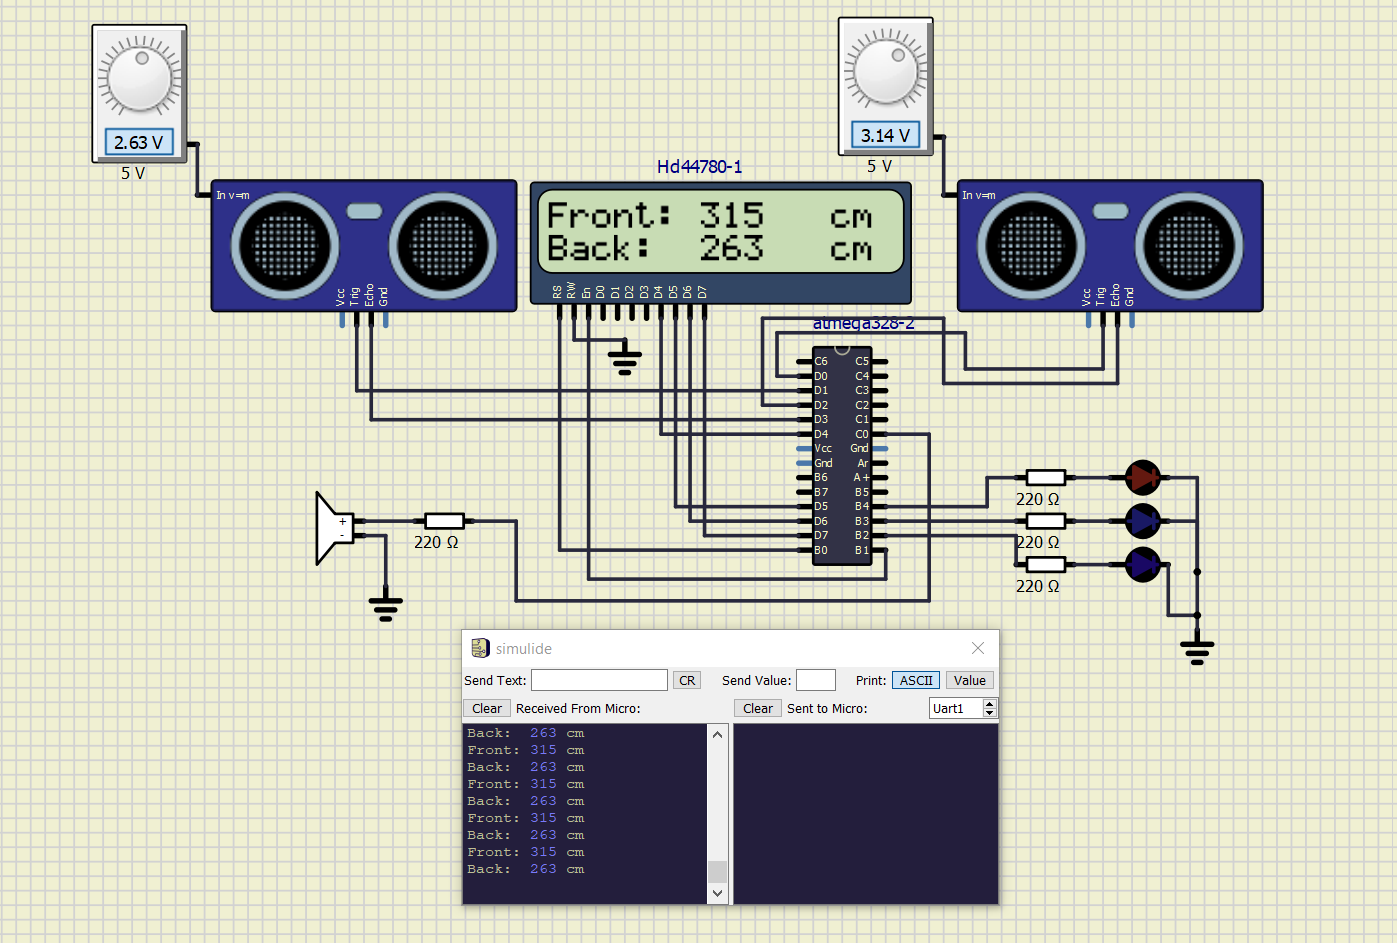 2.63 V
5 V
3.14 V
5 V
In v=m
Vcc
Trig
Echo
Gnd
Hd44780-1
Front: 315 cm
Back: 263 cm
RS
RW
En
D0
D1
D2
D3
D4
D5
D6
D7
In v=m
Vcc
Trig
Echo
Gnd
atmega328-2
C6 C5
D0 C4
D1 C3
D2 C2
D3 C1
D4 C0
Vcc Gnd
Gnd Ar
B6 A+
B7 B5
D5 B4
D6 B3
D7 B2
B0 B1
+
-
220 Ω
220 Ω
220 Ω
220 Ω
simulide
Send Text: CR Send Value: Print: ASCII Value
Clear Received From Micro: Clear Sent to Micro: Uart1
Back: 263 cm
Front: 315 cm
Back: 263 cm
Front: 315 cm
Back: 263 cm
Front: 315 cm
Back: 263 cm
Front: 315 cm
Back: 263 cm